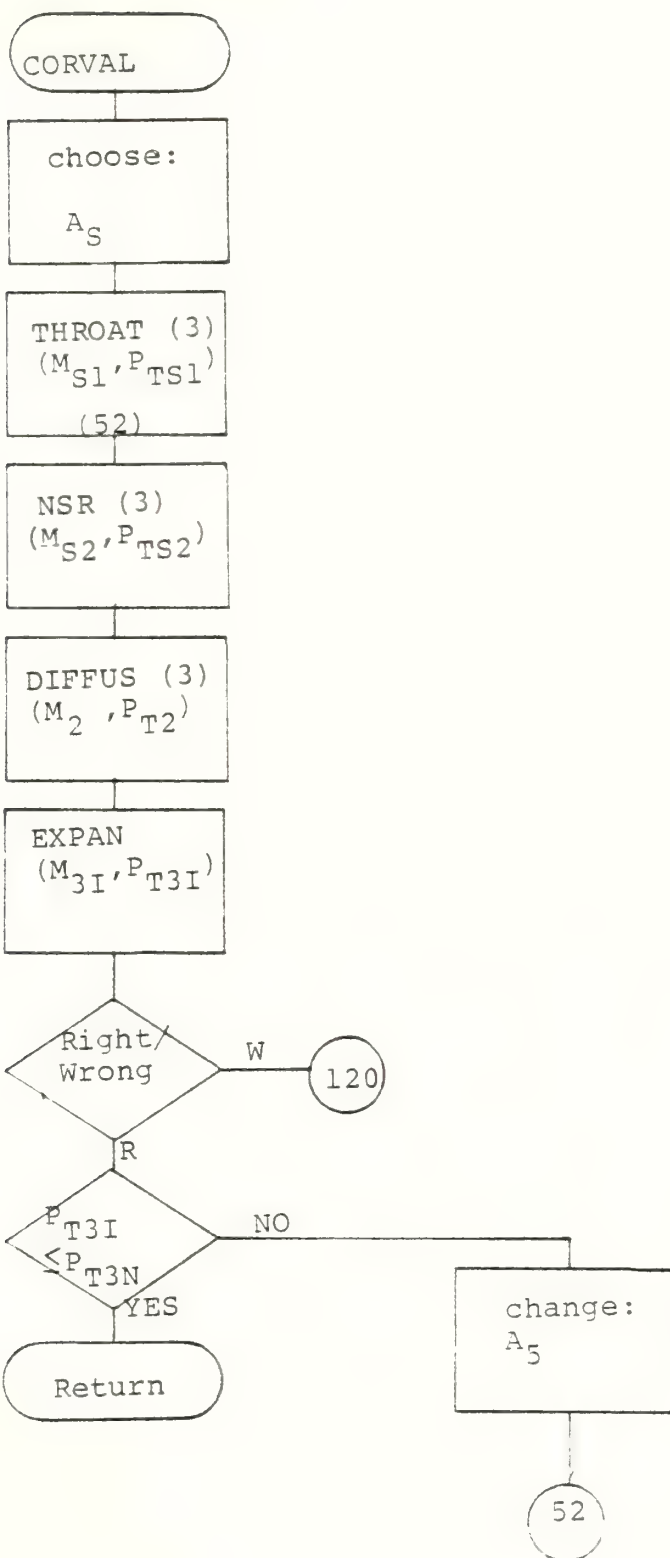 CORVAL
choose:
A_S
THROAT (3)
(M_S1,P_TS1)
(52)
NSR (3)
(M_S2,P_TS2)
DIFFUS (3)
(M_2 ,P_T2)
EXPAN
(M_3I,P_T3I)
Right/
Wrong
W
120
R
P_T3I
≤P_T3N
NO
YES
change:
A_5
Return
52